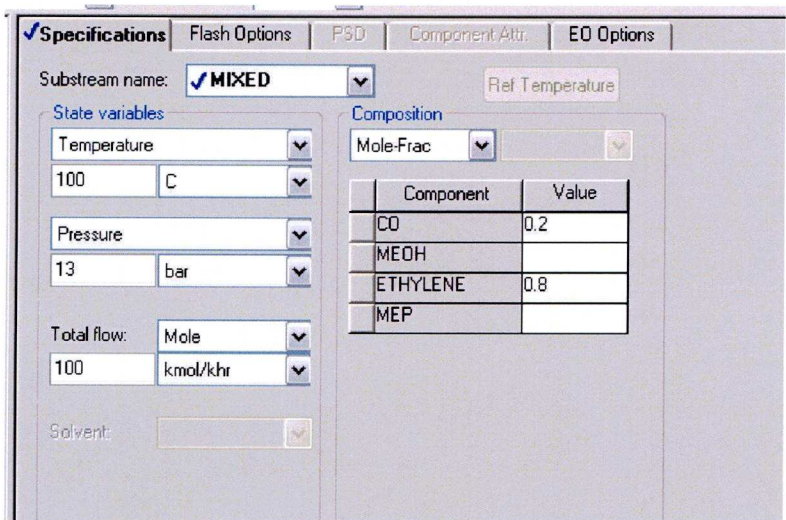 Specifications Flash Options PSD Component Attr. EO Options
Substream name: MIXED Ref Temperature
State variables
Temperature
100 C
Pressure
13 bar
Total flow: Mole
100 kmol/khr
Solvent:
Composition
Mole-Frac
Component Value
CO 0.2
MEOH
ETHYLENE 0.8
MEP